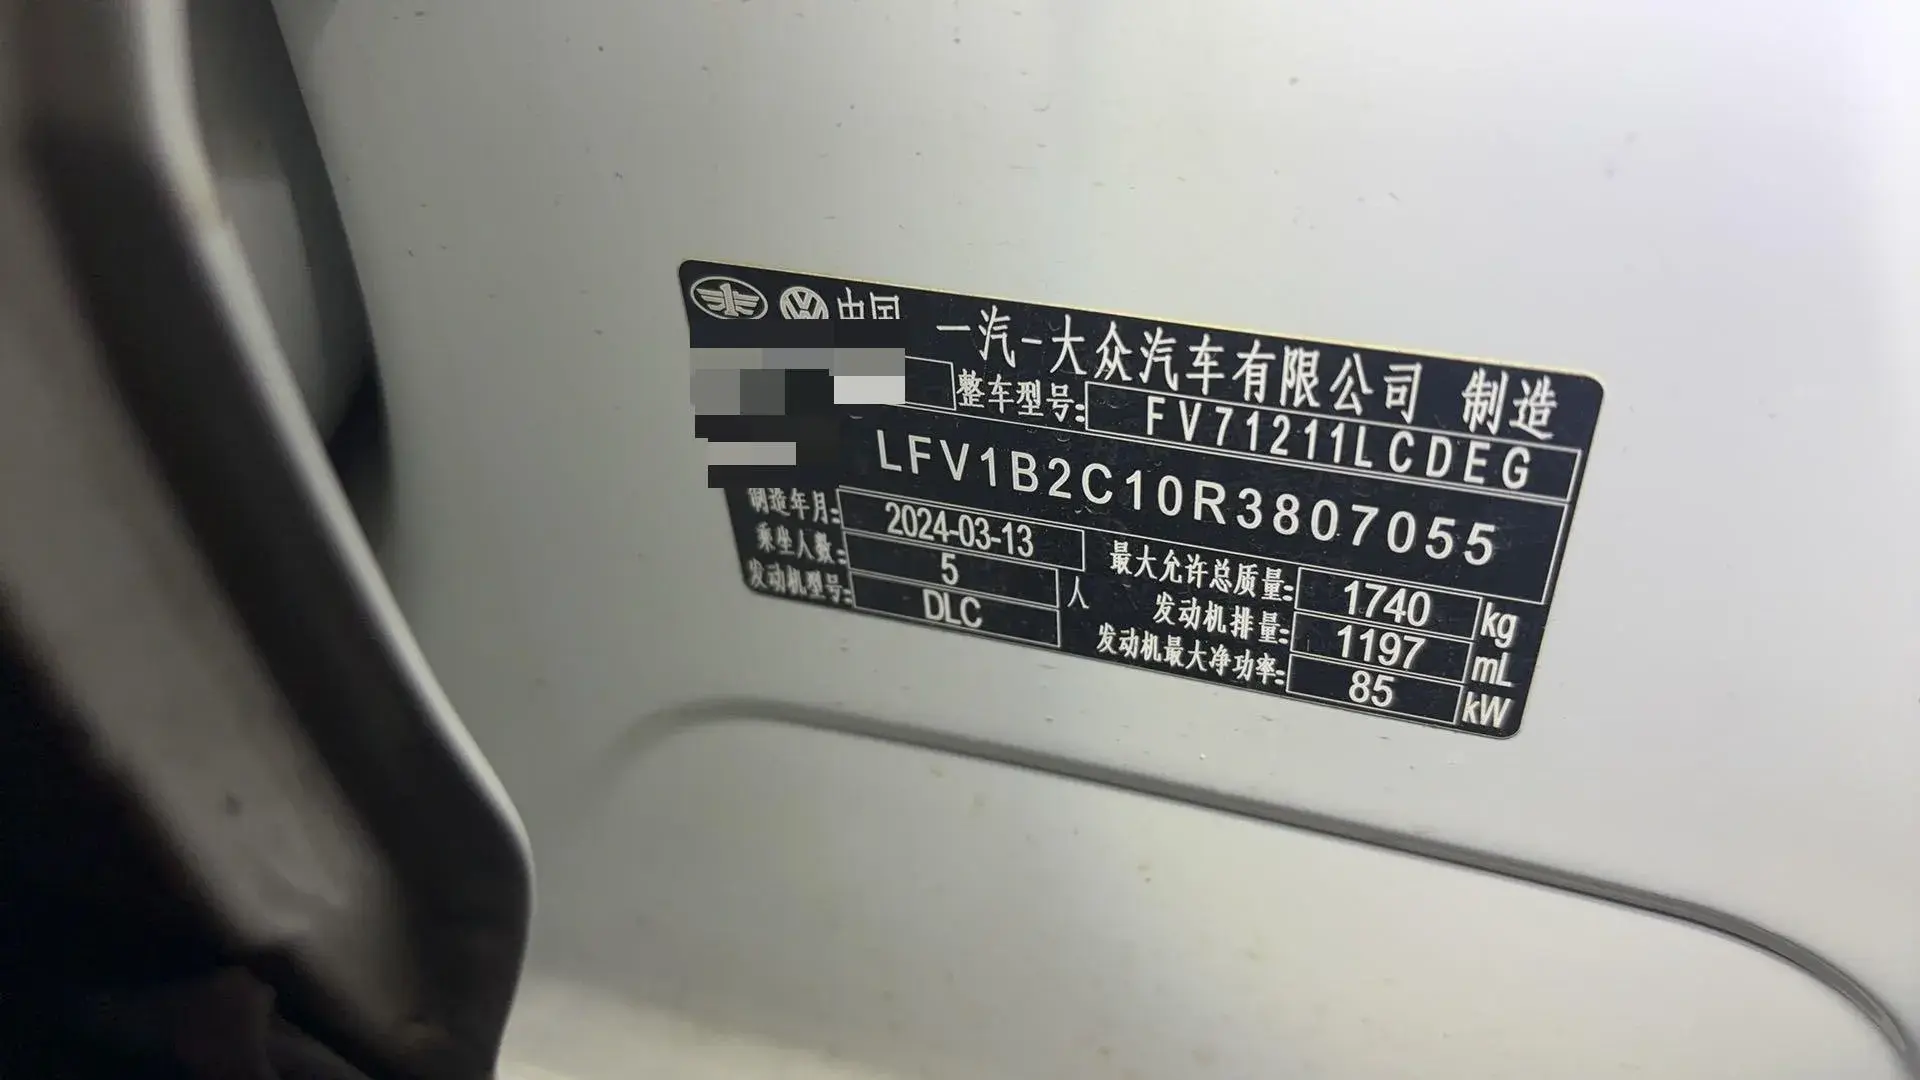 中国 一汽-大众汽车有限公司 制造
整车型号: FV71211LCDEG
LFV1B2C10R3807055
制造年月: 2024-03-13
乘坐人数: 5 人
发动机型号: DLC
最大允许总质量: 1740 kg
发动机排量: 1197 mL
发动机最大净功率: 85 kW